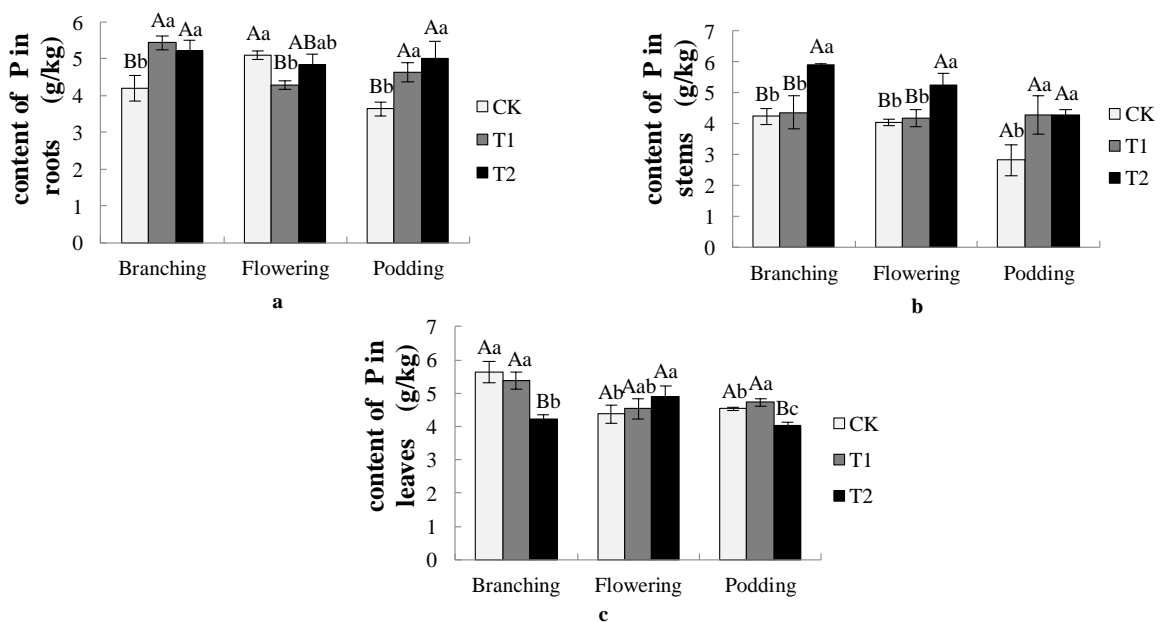 content of P in
roots (g/kg)
6
5
4
3
2
1
0
Bb
Aa
Aa
Aa
Bb
ABab
Bb
Aa
Aa
CK
T1
T2
Branching Flowering Podding
a
content of P in
stems (g/kg)
7
6
5
4
3
2
1
0
Bb
Bb
Aa
Bb
Bb
Aa
Ab
Aa
Aa
CK
T1
T2
Branching Flowering Podding
b
content of P in
leaves (g/kg)
7
6
5
4
3
2
1
0
Aa
Aa
Bb
Ab
Aab
Aa
Ab
Aa
Bc
CK
T1
T2
Branching Flowering Podding
c